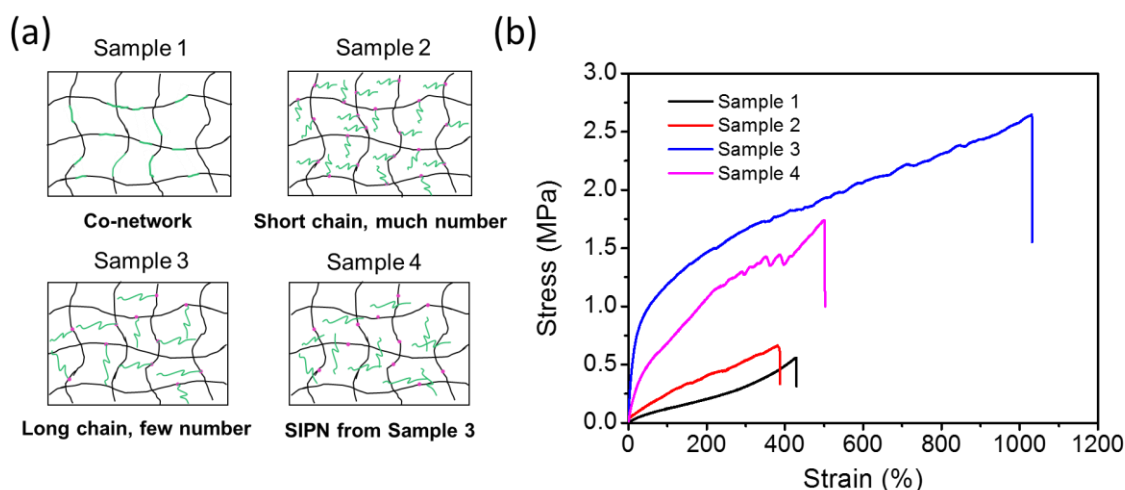 (a)
Sample 1
Sample 2
Co-network
Short chain, much number
Sample 3
Sample 4
Long chain, few number
SIPN from Sample 3
(b)
Stress (MPa)
3.0
2.5
2.0
1.5
1.0
0.5
0.0
Sample 1
Sample 2
Sample 3
Sample 4
0 200 400 600 800 1000 1200
Strain (%)